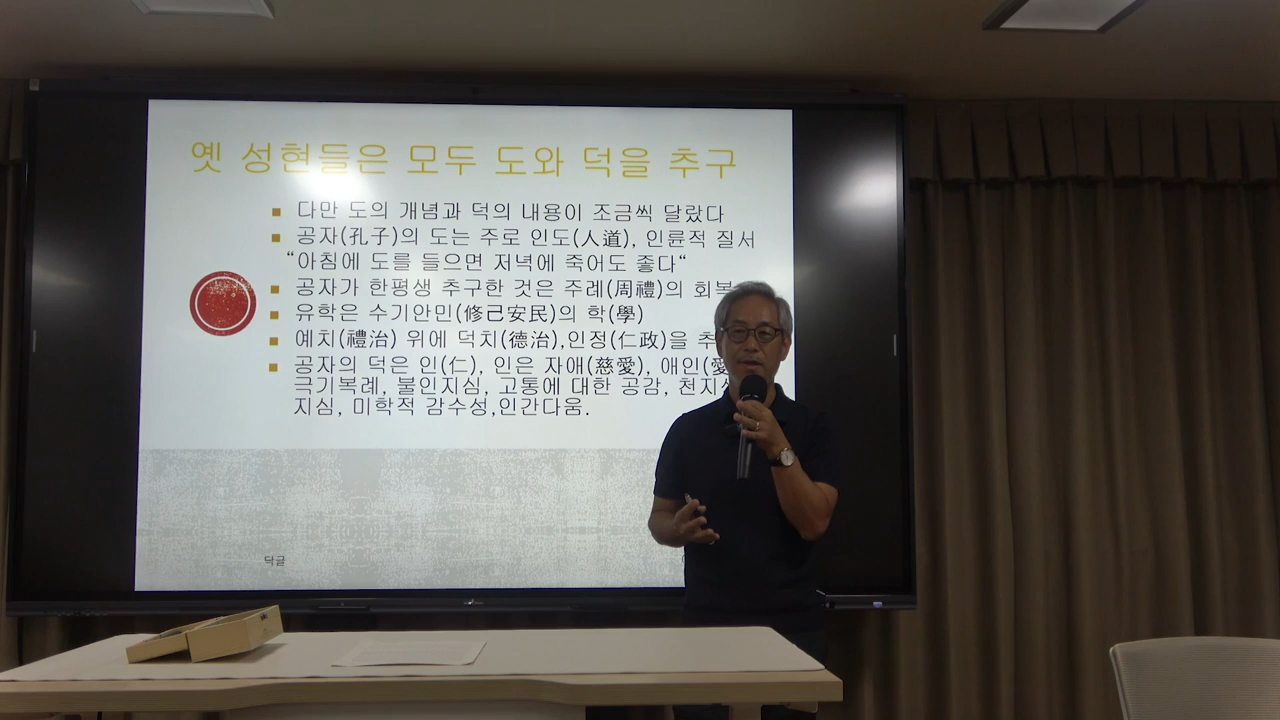 옛 성현들은 모두 도와 덕을 추구
다만 도의 개념과 덕의 내용이 조금씩 달랐다
공자(孔子)의 도는 주로 인도(人道), 인륜적 질서
“아침에 도를 들으면 저녁에 죽어도 좋다“
공자가 한평생 추구한 것은 주례(周禮)의 회복
유학은 수기안민(修己安民)의 학(學)
예치(禮治) 위에 덕치(德治),인정(仁政)을 추
공자의 덕은 인(仁), 인은 자애(慈愛), 애인(愛
극기복례, 불인지심, 고통에 대한 공감, 천지
지심, 미학적 감수성,인간다움.
닥글